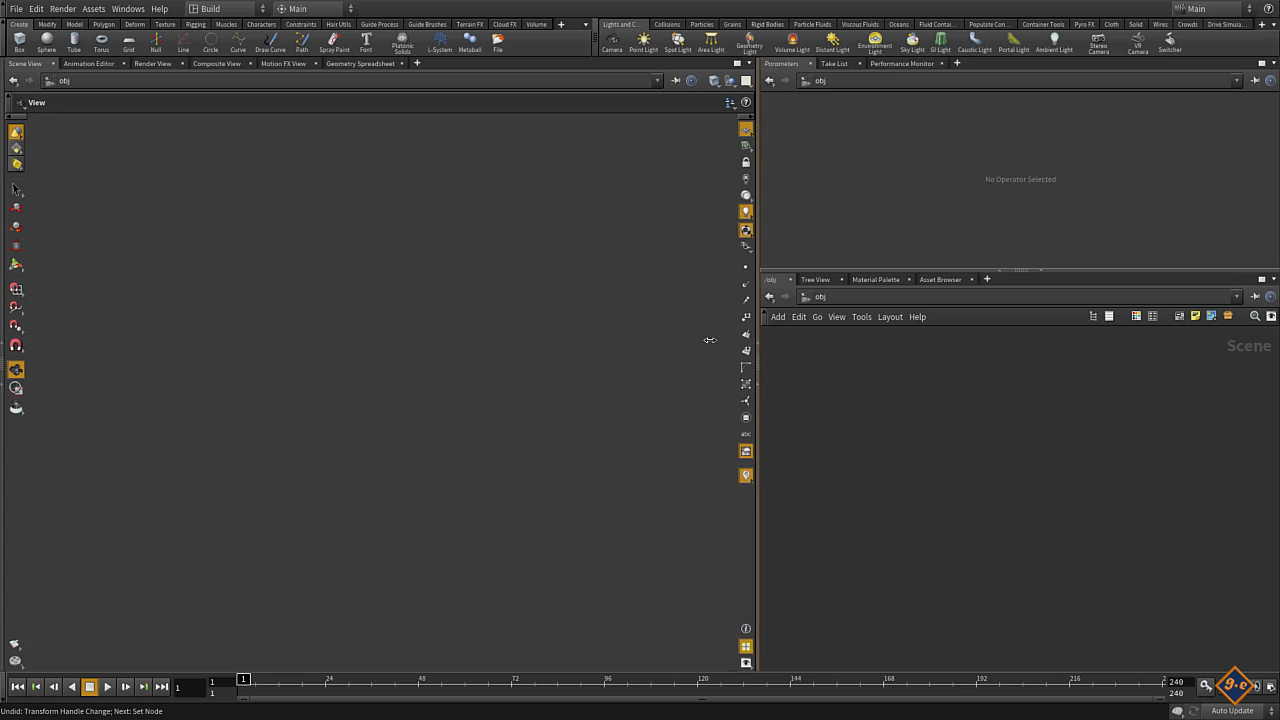 File Edit Render Assets Windows Help Build Main Main
Create Modify Model Polygon Deform Texture Rigging Muscles Characters Constraints Hair Utils Guide Process Guide Brushes Terrain FX Cloud FX Volume
Lights and C... Collisions Particles Grains Rigid Bodies Particle Fluids Viscous Fluids Oceans Fluid Contai... Populate Con... Container Tools Pyro FX Cloth Solid Wires Crowds Drive Simula...
Box Sphere Tube Torus Grid Null Line Circle Curve Draw Curve Path Spray Paint Font Platonic Solids L-System Metaball File
Camera Point Light Spot Light Area Light Geometry Light Volume Light Distant Light Environment Light Sky Light GI Light Caustic Light Portal Light Ambient Light Stereo Camera VR Camera Switcher
Scene View Animation Editor Render View Composite View Motion FX View Geometry Spreadsheet
Parameters Take List Performance Monitor
obj
obj
View
No Operator Selected
/obj Tree View Material Palette Asset Browser
obj
Add Edit Go View Tools Layout Help
Scene
abc
1 1 1 1 24 48 72 96 120 144 168 192 216 240 240
Undid: Transform Handle Change; Next: Set Node
Auto Update